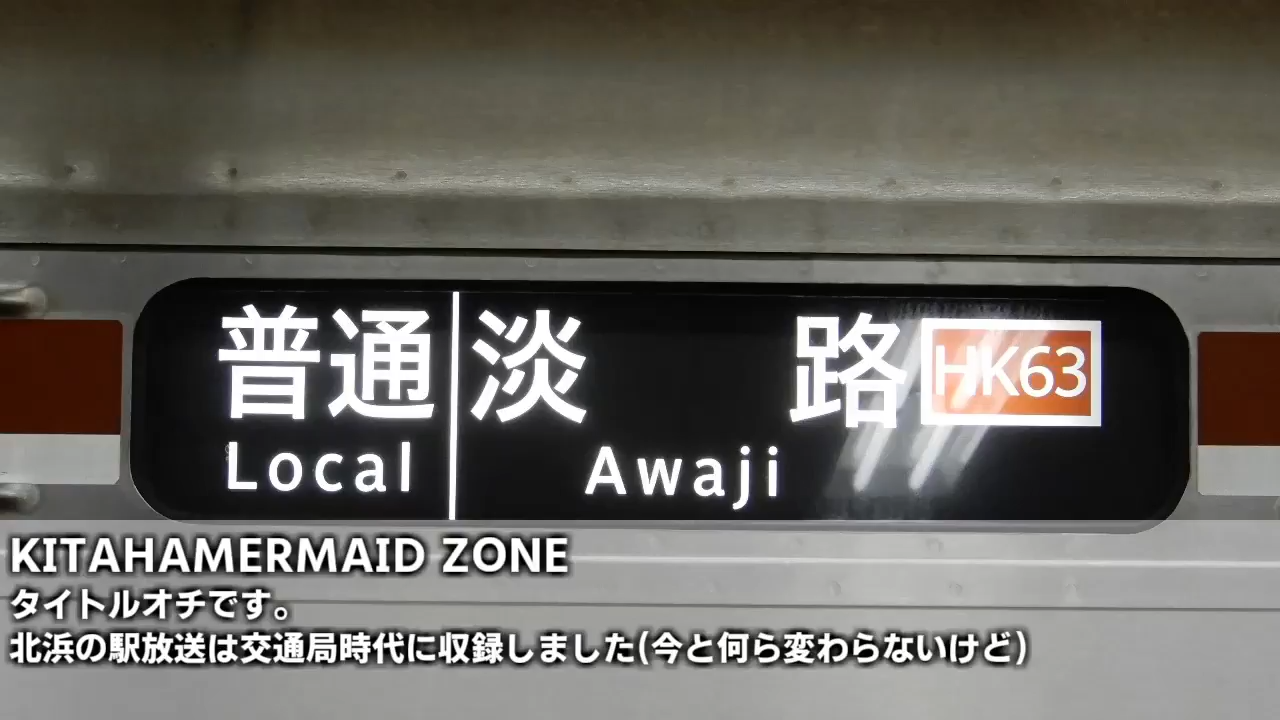 普通 淡路 HK63
Local Awaji
KITAHAMERMAID ZONE
タイトルオチです。
北浜の駅放送は交通局時代に収録しました(今と何ら変わらないけど)